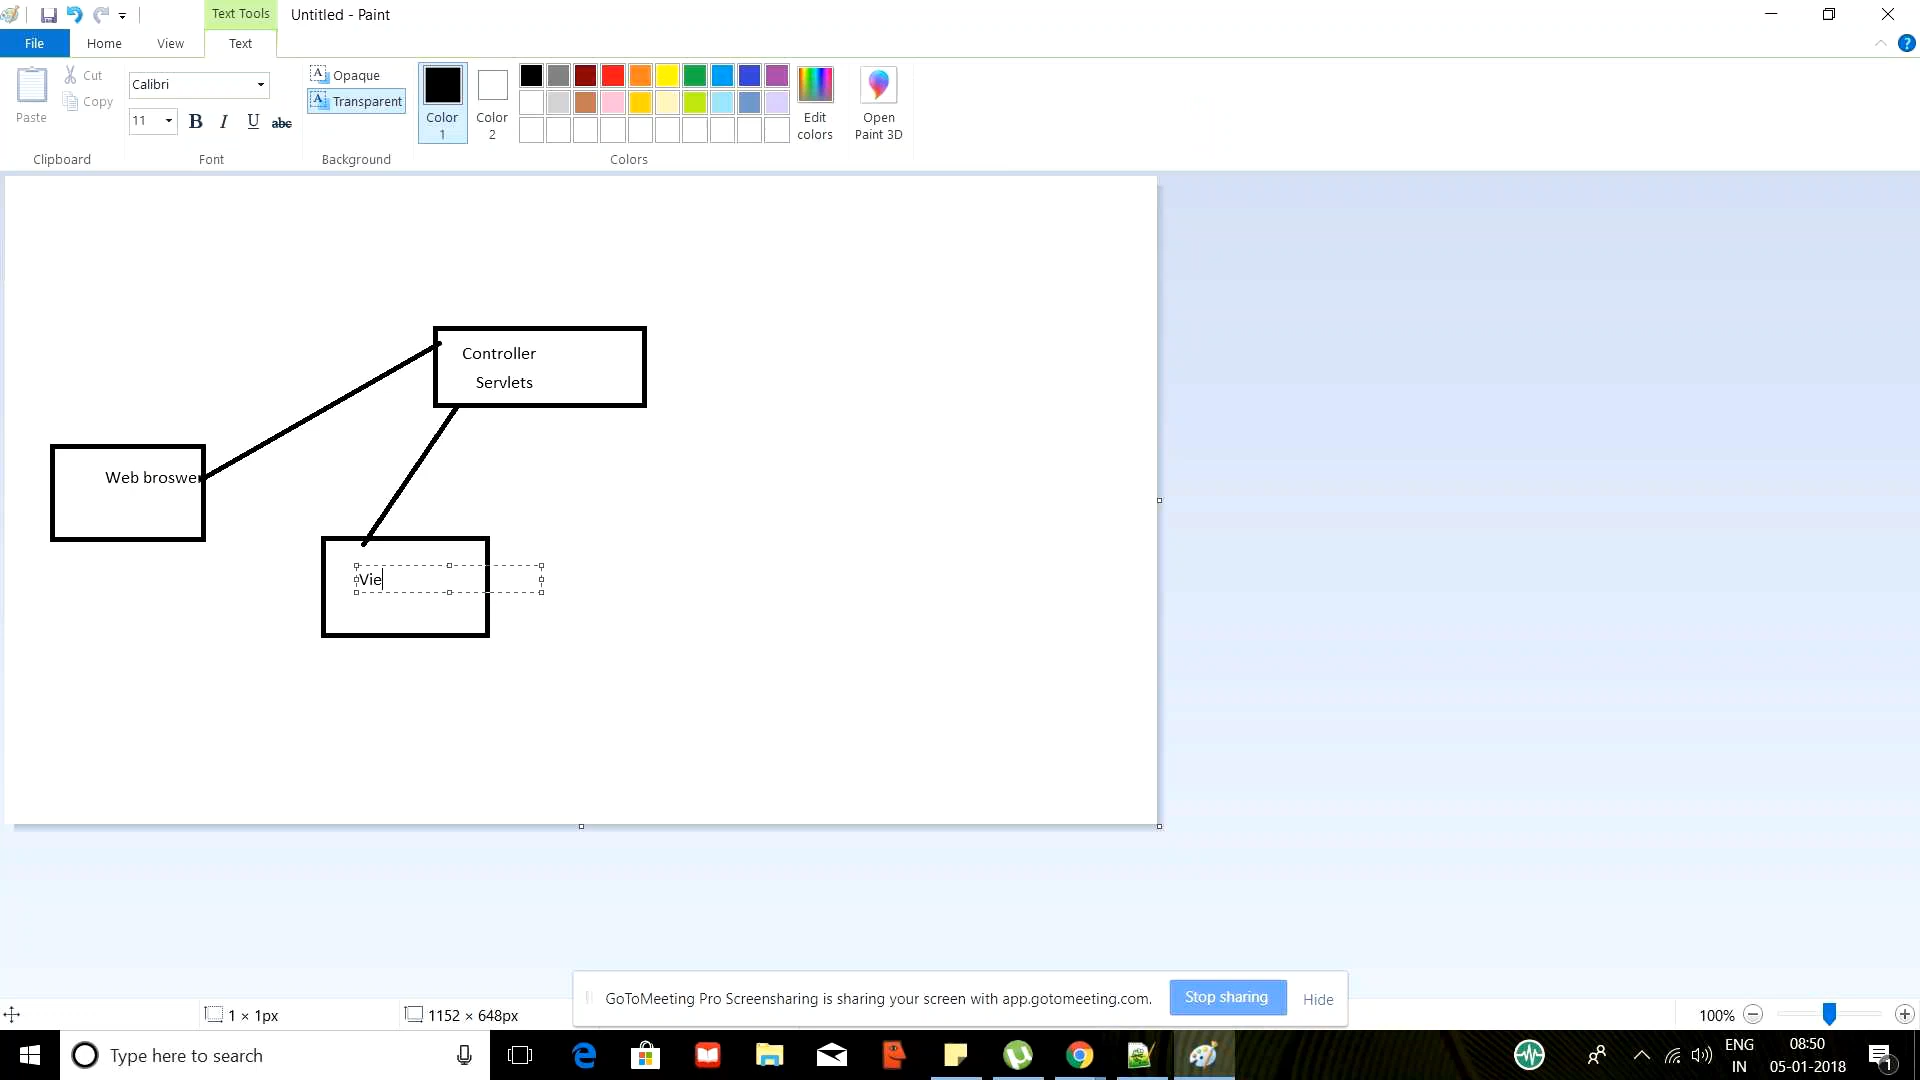 Text Tools
Untitled - Paint
File
Home
View
Text
Paste
Cut
Copy
Clipboard
Calibri
11
B
I
U
abc
Font
Opaque
Transparent
Background
Color
1
Color
2
Colors
Edit
colors
Open
Paint 3D
Controller
Servlets
Web broswer
Vie
GoToMeeting Pro Screensharing is sharing your screen with app.gotomeeting.com.
Stop sharing
Hide
1 × 1px
1152 × 648px
100%
Type here to search
ENG
IN
08:50
05-01-2018
1